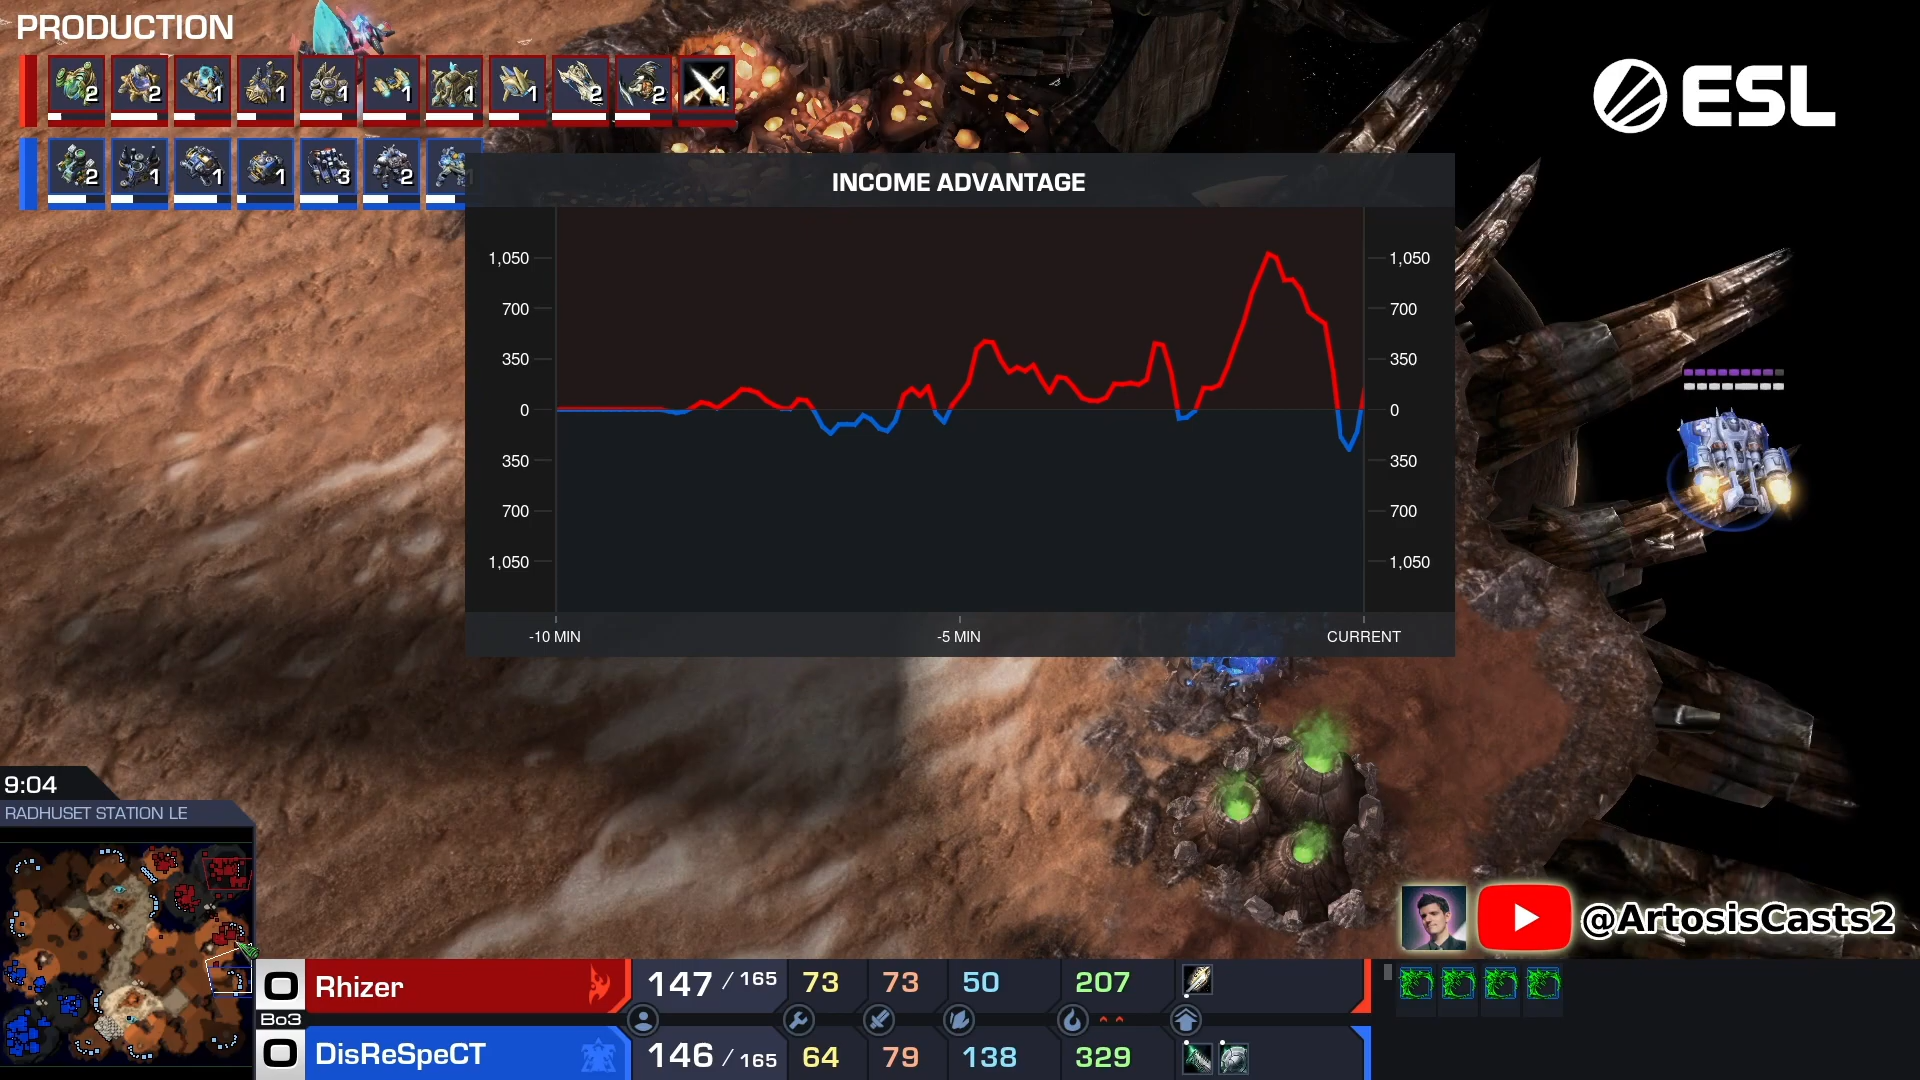 PRODUCTION
2 2 1 1 1 1 1 1 2 2 1
2 1 1 1 3 2 1
ESL
INCOME ADVANTAGE
1,050 1,050
700 700
350 350
0 0
350 350
700 700
1,050 1,050
-10 MIN -5 MIN CURRENT
9:04
RADHUSET STATION LE
@ArtosisCasts2
0 Rhizer 147 / 165 73 73 50 207
Bo3
0 DisReSpeCT 146 / 165 64 79 138 329